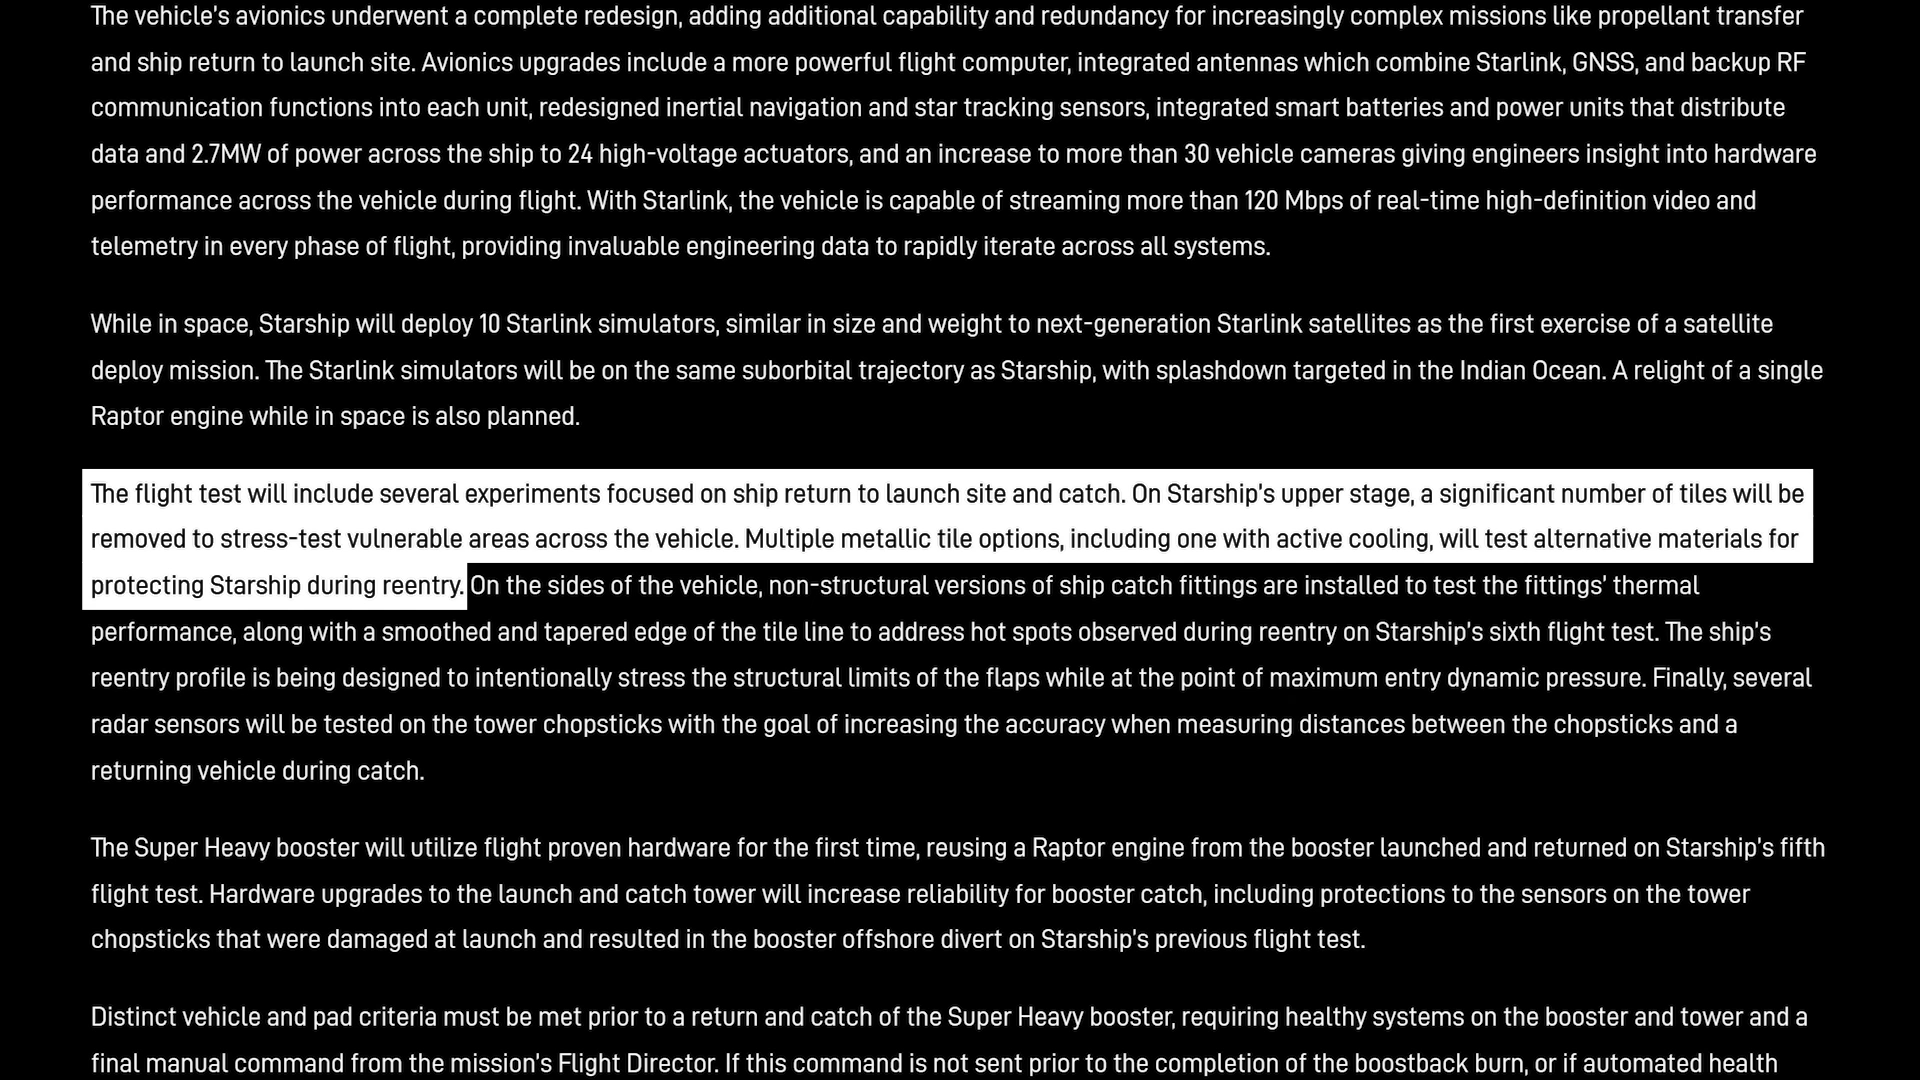 The vehicle's avionics underwent a complete redesign, adding additional capability and redundancy for increasingly complex missions like propellant transfer
and ship return to launch site. Avionics upgrades include a more powerful flight computer, integrated antennas which combine Starlink, GNSS, and backup RF
communication functions into each unit, redesigned inertial navigation and star tracking sensors, integrated smart batteries and power units that distribute
data and 2.7MW of power across the ship to 24 high-voltage actuators, and an increase to more than 30 vehicle cameras giving engineers insight into hardware
performance across the vehicle during flight. With Starlink, the vehicle is capable of streaming more than 120 Mbps of real-time high-definition video and
telemetry in every phase of flight, providing invaluable engineering data to rapidly iterate across all systems.
While in space, Starship will deploy 10 Starlink simulators, similar in size and weight to next-generation Starlink satellites as the first exercise of a satellite
deploy mission. The Starlink simulators will be on the same suborbital trajectory as Starship, with splashdown targeted in the Indian Ocean. A relight of a single
Raptor engine while in space is also planned.
The flight test will include several experiments focused on ship return to launch site and catch. On Starship's upper stage, a significant number of tiles will be
removed to stress-test vulnerable areas across the vehicle. Multiple metallic tile options, including one with active cooling, will test alternative materials for
protecting Starship during reentry. On the sides of the vehicle, non-structural versions of ship catch fittings are installed to test the fittings' thermal
performance, along with a smoothed and tapered edge of the tile line to address hot spots observed during reentry on Starship's sixth flight test. The ship's
reentry profile is being designed to intentionally stress the structural limits of the flaps while at the point of maximum entry dynamic pressure. Finally, several
radar sensors will be tested on the tower chopsticks with the goal of increasing the accuracy when measuring distances between the chopsticks and a
returning vehicle during catch.
The Super Heavy booster will utilize flight proven hardware for the first time, reusing a Raptor engine from the booster launched and returned on Starship's fifth
flight test. Hardware upgrades to the launch and catch tower will increase reliability for booster catch, including protections to the sensors on the tower
chopsticks that were damaged at launch and resulted in the booster offshore divert on Starship's previous flight test.
Distinct vehicle and pad criteria must be met prior to a return and catch of the Super Heavy booster, requiring healthy systems on the booster and tower and a
final manual command from the mission's Flight Director. If this command is not sent prior to the completion of the boostback burn, or if automated health